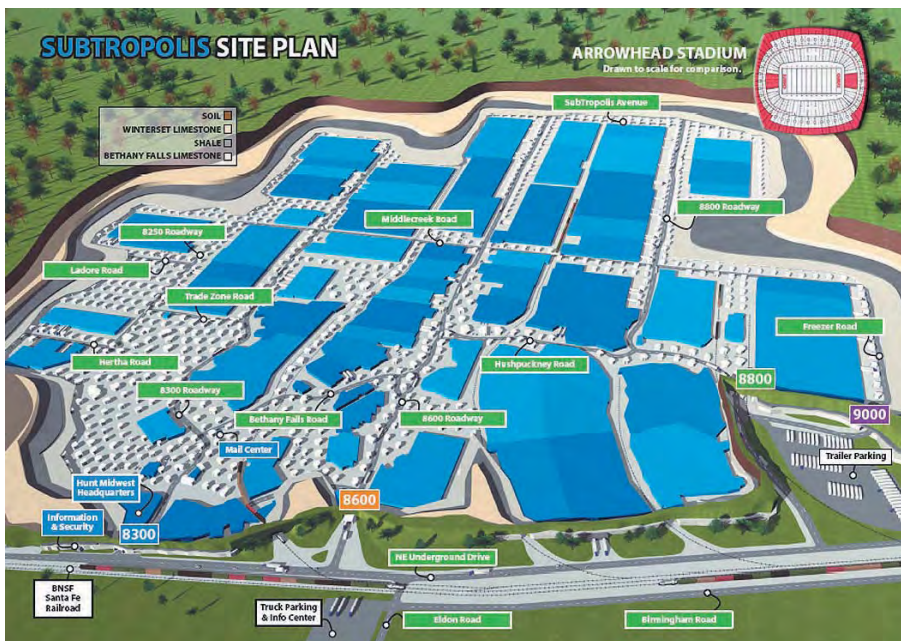 SUBTROPOLIS SITE PLAN
ARROWHEAD STADIUM
Drawn to scale for comparison.
SOIL
WINTERSET LIMESTONE
SHALE
BETHANY FALLS LIMESTONE
SubTropolis Avenue
8800 Roadway
Middlecreek Road
8250 Roadway
Ladore Road
Trade Zone Road
Freezer Road
Hertha Road
Hushpuckney Road
8300 Roadway
8800
Bethany Falls Road
8600 Roadway
9000
Mail Center
Trailer Parking
Hunt Midwest
Headquarters
8600
Information
& Security
8300
NE Underground Drive
BNSF
Santa Fe
Railroad
Truck Parking
& Info Center
Eldon Road
Birmingham Road